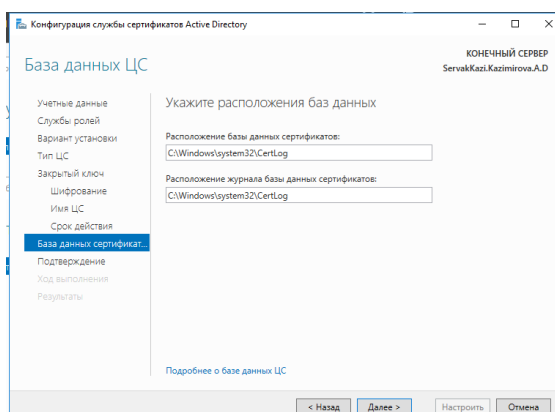 Конфигурация службы сертификатов Active Directory
База данных ЦС
КОНЕЧНЫЙ СЕРВЕР
ServakKazi.Kazimirova.A.D
Учетные данные
Службы ролей
Вариант установки
Тип ЦС
Закрытый ключ
Шифрование
Имя ЦС
Срок действия
База данных сертификат...
Подтверждение
Ход выполнения
Результаты
Укажите расположения баз данных
Расположение базы данных сертификатов:
C:\Windows\system32\CertLog
Расположение журнала базы данных сертификатов:
C:\Windows\system32\CertLog
Подробнее о базе данных ЦС
< Назад
Далее >
Настроить
Отмена